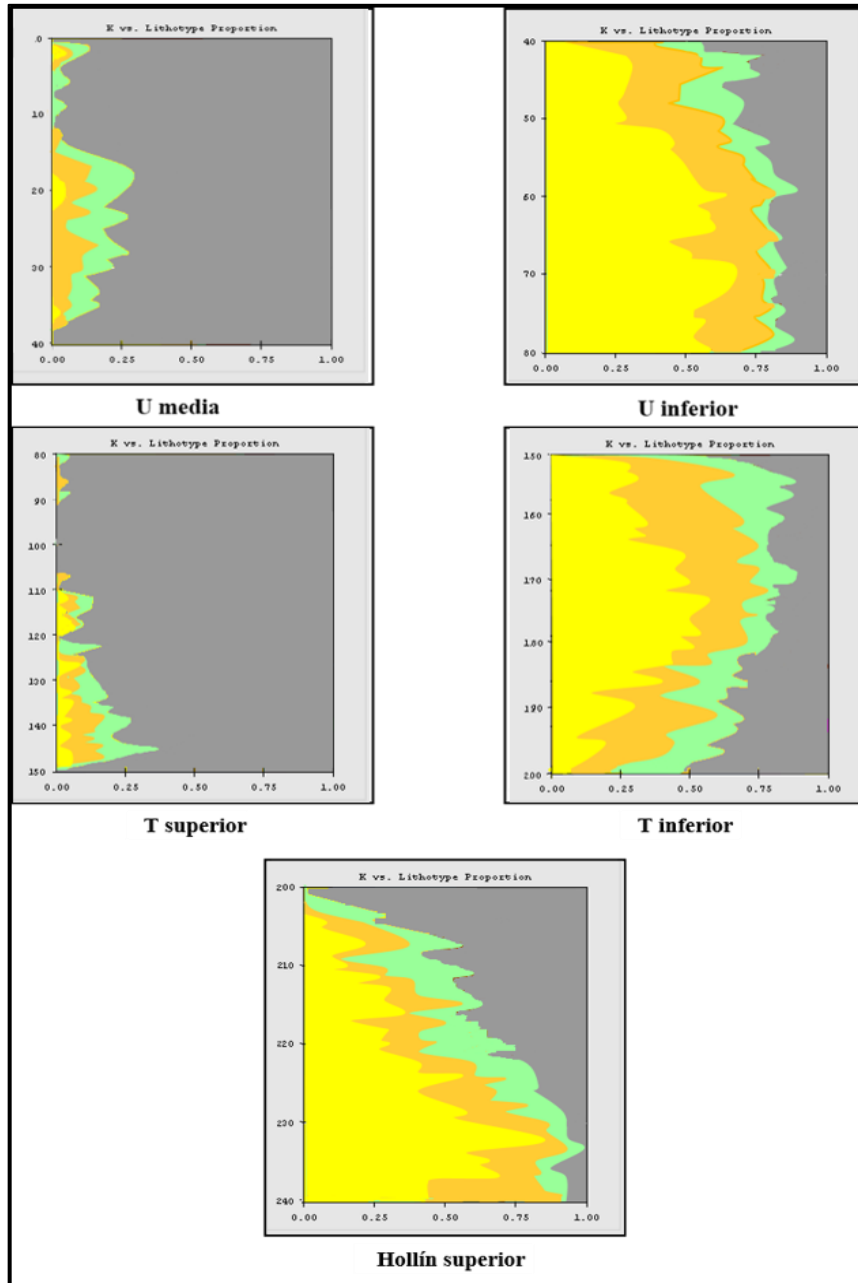 K vs. Lithotype Proportion
.0
10
20
30
40
0.00 0.25 0.50 0.75 1.00
U media
K vs. Lithotype Proportion
40
50
60
70
80
0.00 0.25 0.50 0.75 1.00
U inferior
K vs. Lithotype Proportion
80
90
100
110
120
130
140
150
0.00 0.25 0.50 0.75 1.00
T superior
K vs. Lithotype Proportion
150
160
170
180
190
200
0.00 0.25 0.50 0.75 1.00
T inferior
K vs. Lithotype Proportion
200
210
220
230
240
0.00 0.25 0.50 0.75 1.00
Hollín superior